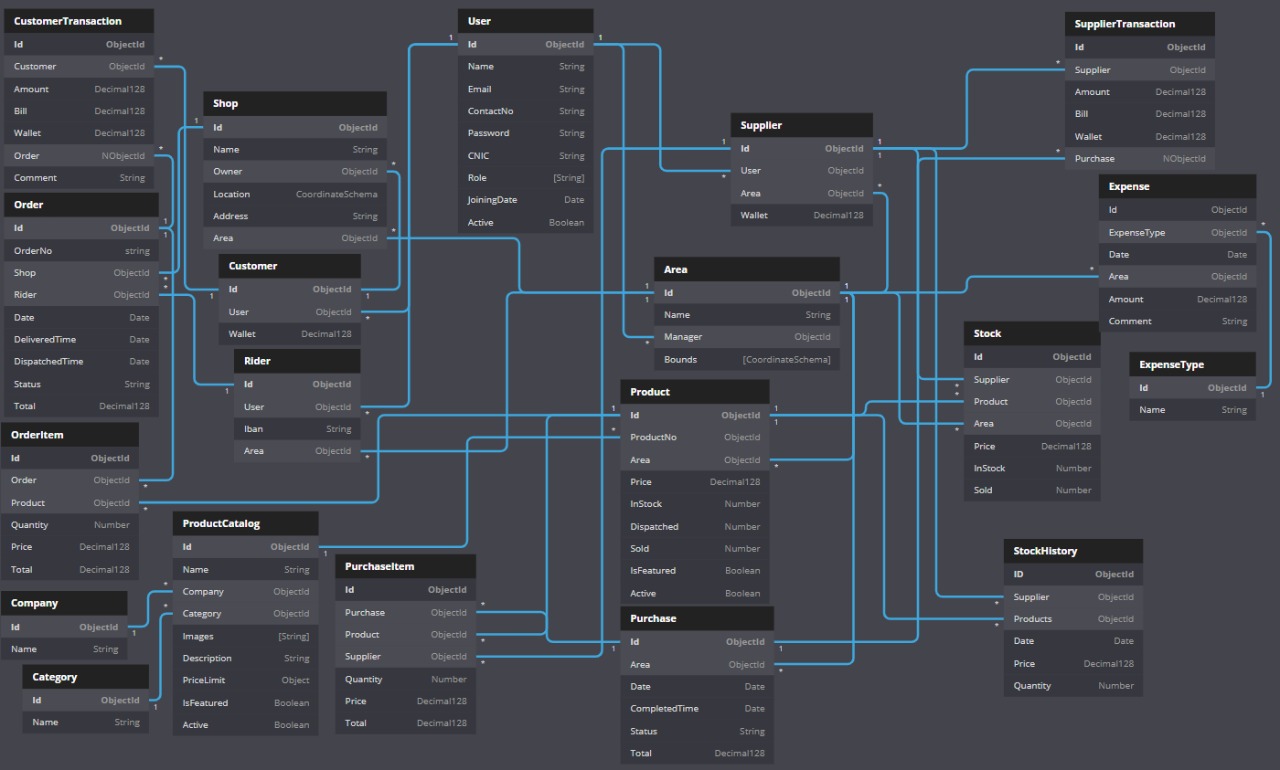 CustomerTransaction
Id ObjectId
Customer ObjectId
Amount Decimal128
Bill Decimal128
Wallet Decimal128
Order NObjectId
Comment String
Order
Id ObjectId
OrderNo string
Shop ObjectId
Rider ObjectId
Date Date
DeliveredTime Date
DispatchedTime Date
Status String
Total Decimal128
OrderItem
Id ObjectId
Order ObjectId
Product ObjectId
Quantity Number
Price Decimal128
Total Decimal128
Company
Id ObjectId
Name String
Category
Id ObjectId
Name String
Shop
Id ObjectId
Name String
Owner ObjectId
Location CoordinateSchema
Address String
Area ObjectId
Customer
Id ObjectId
User ObjectId
Wallet Decimal128
Rider
Id ObjectId
User ObjectId
Iban String
Area ObjectId
ProductCatalog
Id ObjectId
Name String
Company ObjectId
Category ObjectId
Images [String]
Description String
PriceLimit Object
IsFeatured Boolean
Active Boolean
PurchaseItem
Id ObjectId
Purchase ObjectId
Product ObjectId
Supplier ObjectId
Quantity Number
Price Decimal128
Total Decimal128
User
Id ObjectId
Name String
Email String
ContactNo String
Password String
CNIC String
Role [String]
JoiningDate Date
Active Boolean
Supplier
Id ObjectId
User ObjectId
Area ObjectId
Wallet Decimal128
Area
Id ObjectId
Name String
Manager ObjectId
Bounds [CoordinateSchema]
Product
Id ObjectId
ProductNo ObjectId
Area ObjectId
Price Decimal128
InStock Number
Dispatched Number
Sold Number
IsFeatured Boolean
Active Boolean
Purchase
Id ObjectId
Area ObjectId
Date Date
CompletedTime Date
Status String
Total Decimal128
SupplierTransaction
Id ObjectId
Supplier ObjectId
Amount Decimal128
Bill Decimal128
Wallet Decimal128
Purchase NObjectId
Expense
Id ObjectId
ExpenseType ObjectId
Date Date
Area ObjectId
Amount Decimal128
Comment String
Stock
Id ObjectId
Supplier ObjectId
Product ObjectId
Area ObjectId
Price Decimal128
InStock Number
Sold Number
ExpenseType
Id ObjectId
Name String
StockHistory
ID ObjectId
Supplier ObjectId
Products ObjectId
Date Date
Price Decimal128
Quantity Number